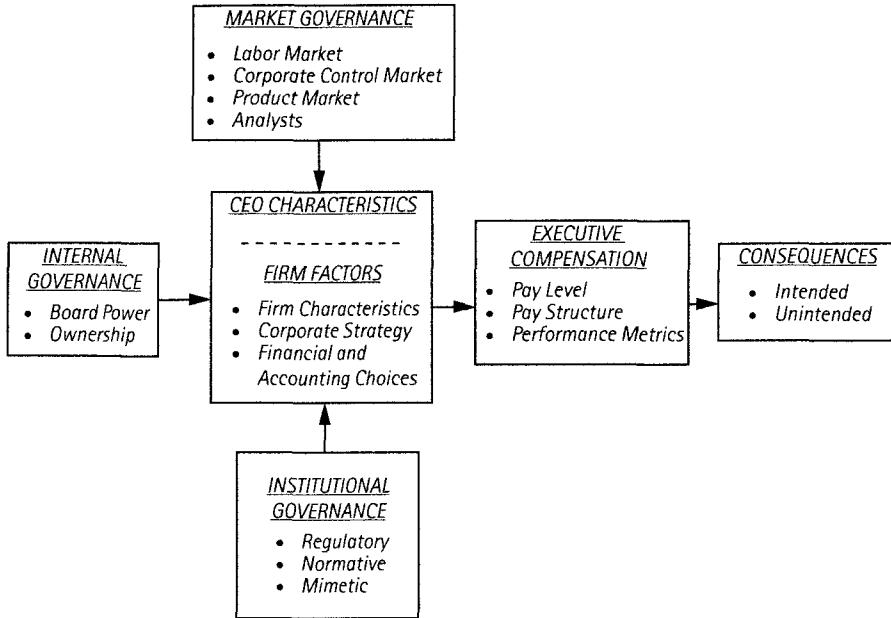 MARKET GOVERNANCE
• Labor Market
• Corporate Control Market
• Product Market
• Analysts
INTERNAL
GOVERNANCE
• Board Power
• Ownership
CEO CHARACTERISTICS
FIRM FACTORS
• Firm Characteristics
• Corporate Strategy
• Financial and
Accounting Choices
EXECUTIVE
COMPENSATION
• Pay Level
• Pay Structure
• Performance Metrics
CONSEQUENCES
• Intended
• Unintended
INSTITUTIONAL
GOVERNANCE
• Regulatory
• Normative
• Mimetic